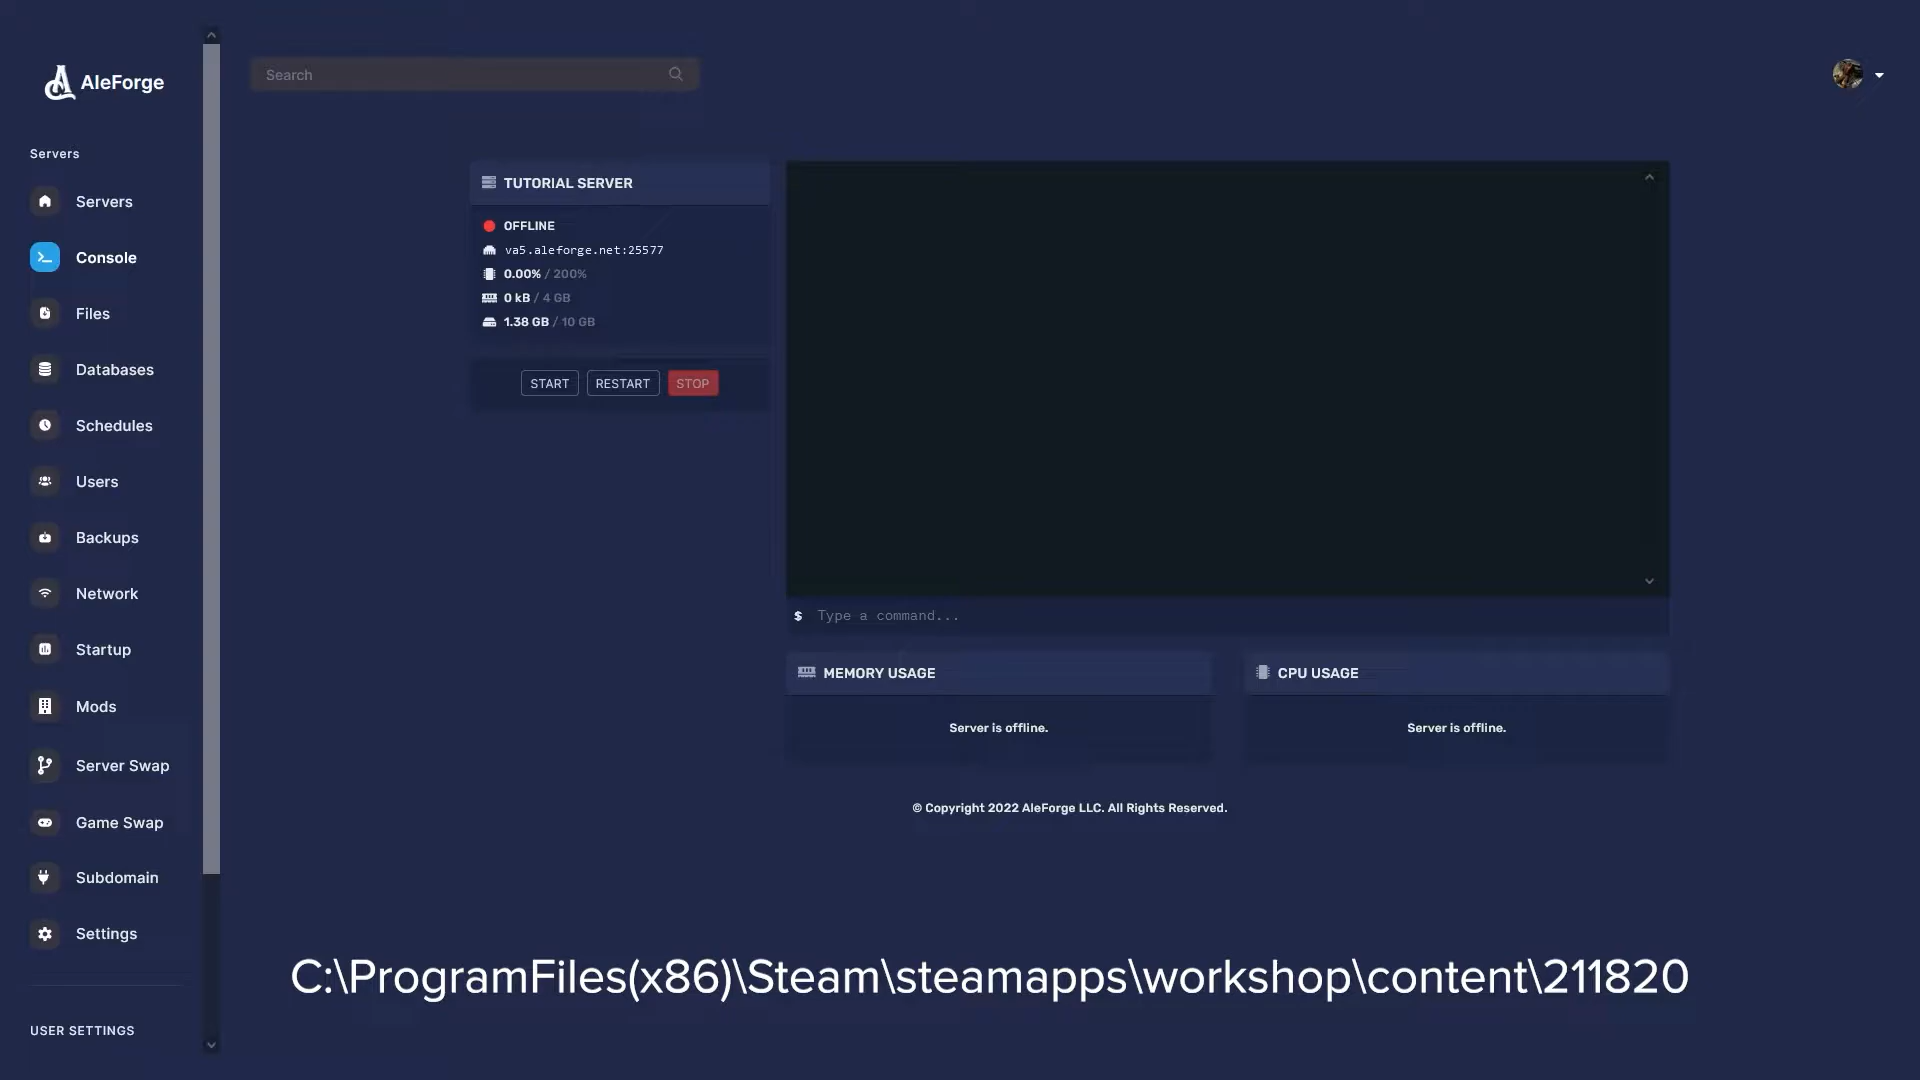 AleForge
Search
Servers
Servers
Console
Files
Databases
Schedules
Users
Backups
Network
Startup
Mods
Server Swap
Game Swap
Subdomain
Settings
USER SETTINGS
TUTORIAL SERVER
OFFLINE
va5.aleforge.net:25577
0.00% / 200%
0 kB / 4 GB
1.38 GB / 10 GB
START RESTART STOP
$ Type a command...
MEMORY USAGE
Server is offline.
CPU USAGE
Server is offline.
© Copyright 2022 AleForge LLC. All Rights Reserved.
C:\ProgramFiles(x86)\Steam\steamapps\workshop\content\211820